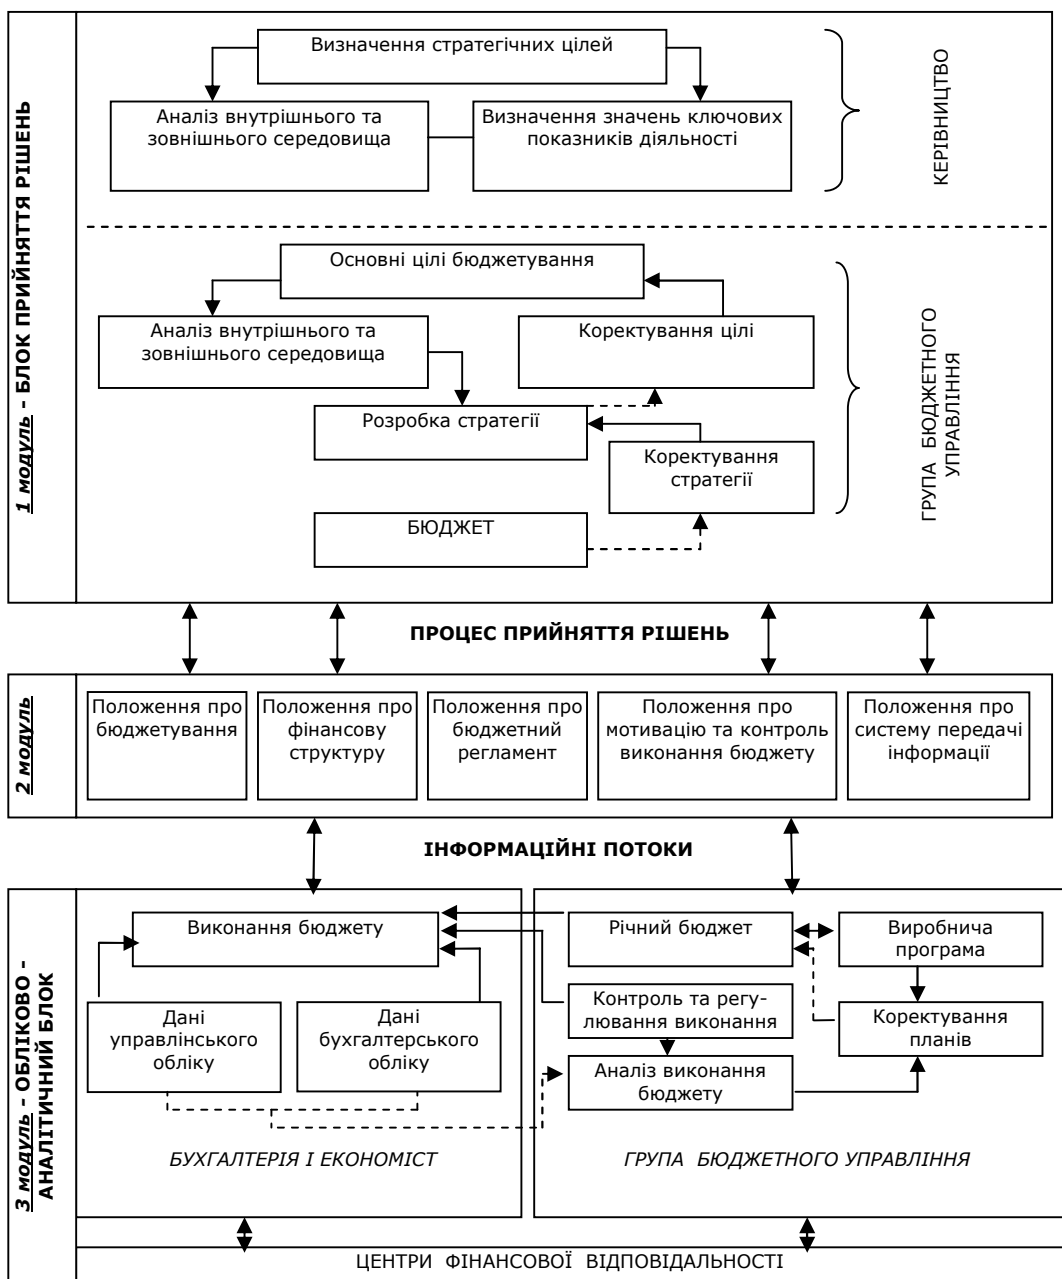 1 модуль - БЛОК ПРИЙНЯТТЯ РІШЕНЬ
Визначення стратегічних цілей
Аналіз внутрішнього та
зовнішнього середовища
Визначення значень ключових
показників діяльності
КЕРІВНИЦТВО
Основні цілі бюджетування
Аналіз внутрішнього та
зовнішнього середовища
Коректування цілі
Розробка стратегії
Коректування
стратегії
БЮДЖЕТ
ГРУПА БЮДЖЕТНОГО
УПРАВЛІННЯ
ПРОЦЕС ПРИЙНЯТТЯ РІШЕНЬ
2 модуль
Положення про
бюджетування
Положення про
фінансову
структуру
Положення про
бюджетний
регламент
Положення про
мотивацію та контроль
виконання бюджету
Положення про
систему передачі
інформації
ІНФОРМАЦІЙНІ ПОТОКИ
3 модуль - ОБЛІКОВО -
АНАЛІТИЧНИЙ БЛОК
Виконання бюджету
Дані
управлінського
обліку
Дані
бухгалтерського
обліку
БУХГАЛТЕРІЯ І ЕКОНОМІСТ
Річний бюджет
Виробнича
програма
Контроль та регу-
лювання виконання
Коректування
планів
Аналіз виконання
бюджету
ГРУПА БЮДЖЕТНОГО УПРАВЛІННЯ
ЦЕНТРИ ФІНАНСОВОЇ ВІДПОВІДАЛЬНОСТІ